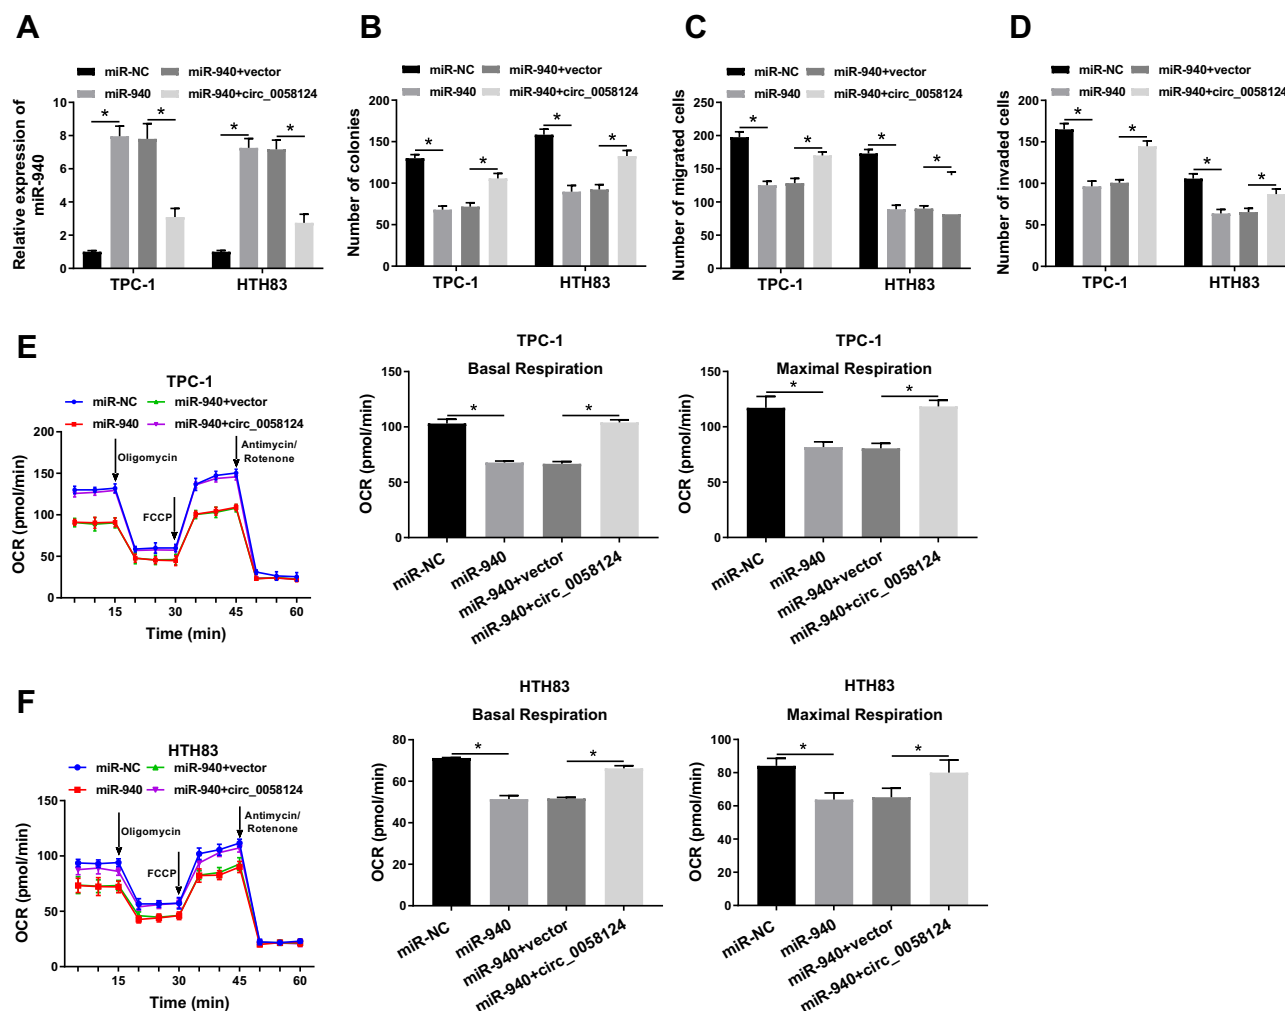 A
miR-NC miR-940+vector
miR-940 miR-940+circ_0058124
Relative expression of
miR-940
10
8
6
4
2
0
* * * *
TPC-1 HTH83
B
miR-NC miR-940+vector
miR-940 miR-940+circ_0058124
Number of colonies
200
150
100
50
0
* * * *
TPC-1 HTH83
C
miR-NC miR-940+vector
miR-940 miR-940+circ_0058124
Number of migrated cells
250
200
150
100
50
0
* * * *
TPC-1 HTH83
D
miR-NC miR-940+vector
miR-940 miR-940+circ_0058124
Number of invaded cells
200
150
100
50
0
* * * *
TPC-1 HTH83
E
TPC-1
miR-NC miR-940+vector
miR-940 miR-940+circ_0058124
OCR (pmol/min)
200
150
100
50
0
Oligomycin
FCCP
Antimycin/
Rotenone
15 30 45 60
Time (min)
TPC-1
Basal Respiration
OCR (pmol/min)
150
100
50
0
* *
miR-NC
miR-940
miR-940+vector
miR-940+circ_0058124
TPC-1
Maximal Respiration
OCR (pmol/min)
150
100
50
0
* *
miR-NC
miR-940
miR-940+vector
miR-940+circ_0058124
F
HTH83
miR-NC miR-940+vector
miR-940 miR-940+circ_0058124
OCR (pmol/min)
150
100
50
0
Oligomycin
FCCP
Antimycin/
Rotenone
15 30 45 60
Time (min)
HTH83
Basal Respiration
OCR (pmol/min)
80
60
40
20
0
* *
miR-NC
miR-940
miR-940+vector
miR-940+circ_0058124
HTH83
Maximal Respiration
OCR (pmol/min)
100
80
60
40
20
0
* *
miR-NC
miR-940
miR-940+vector
miR-940+circ_0058124